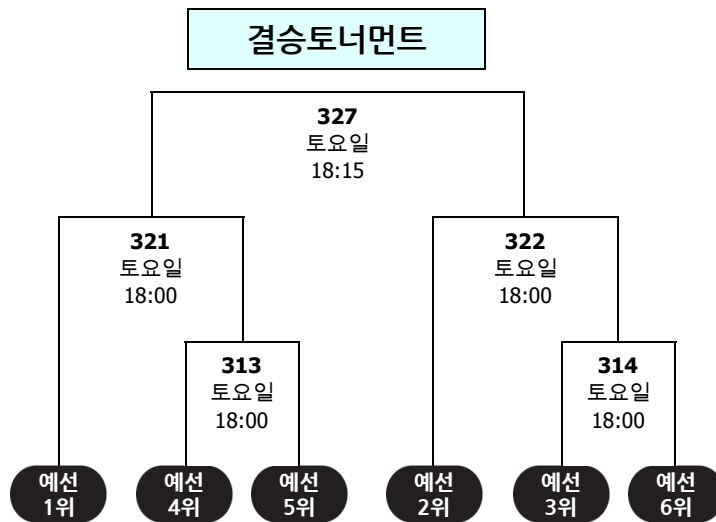 결승토너먼트
327
토요일
18:15
321
토요일
18:00
322
토요일
18:00
313
토요일
18:00
314
토요일
18:00
예선
1위
예선
4위
예선
5위
예선
2위
예선
3위
예선
6위